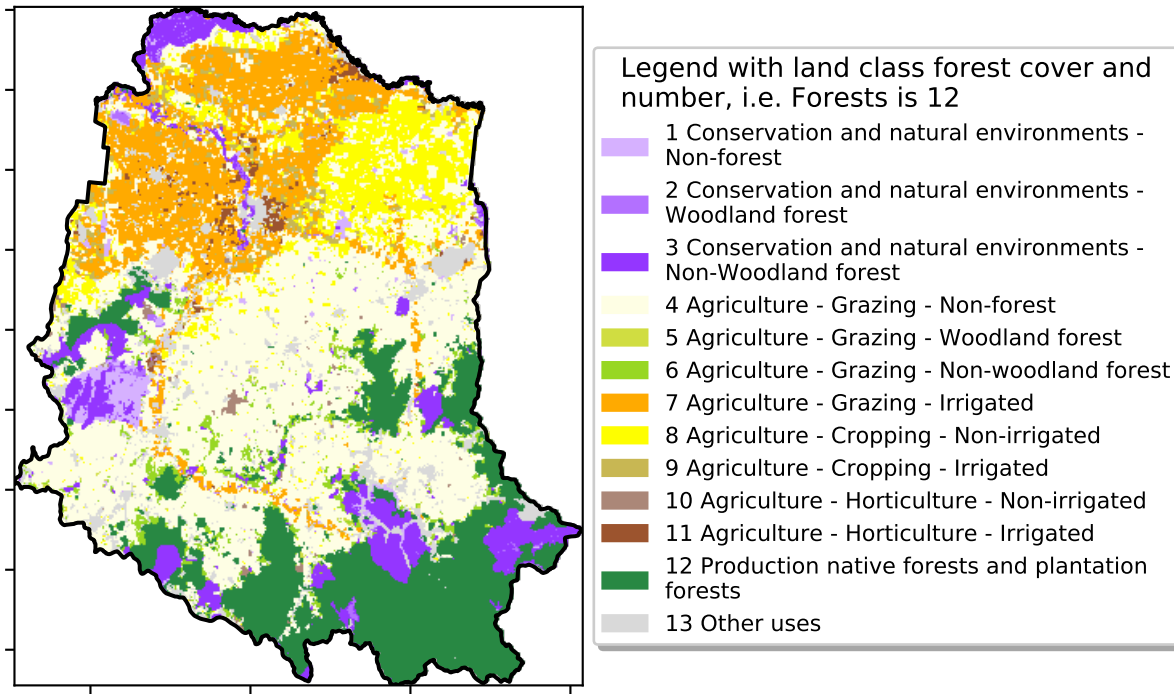 Legend with land class forest cover and
number, i.e. Forests is 12
1 Conservation and natural environments -
Non-forest
2 Conservation and natural environments -
Woodland forest
3 Conservation and natural environments -
Non-Woodland forest
4 Agriculture - Grazing - Non-forest
5 Agriculture - Grazing - Woodland forest
6 Agriculture - Grazing - Non-woodland forest
7 Agriculture - Grazing - Irrigated
8 Agriculture - Cropping - Non-irrigated
9 Agriculture - Cropping - Irrigated
10 Agriculture - Horticulture - Non-irrigated
11 Agriculture - Horticulture - Irrigated
12 Production native forests and plantation
forests
13 Other uses